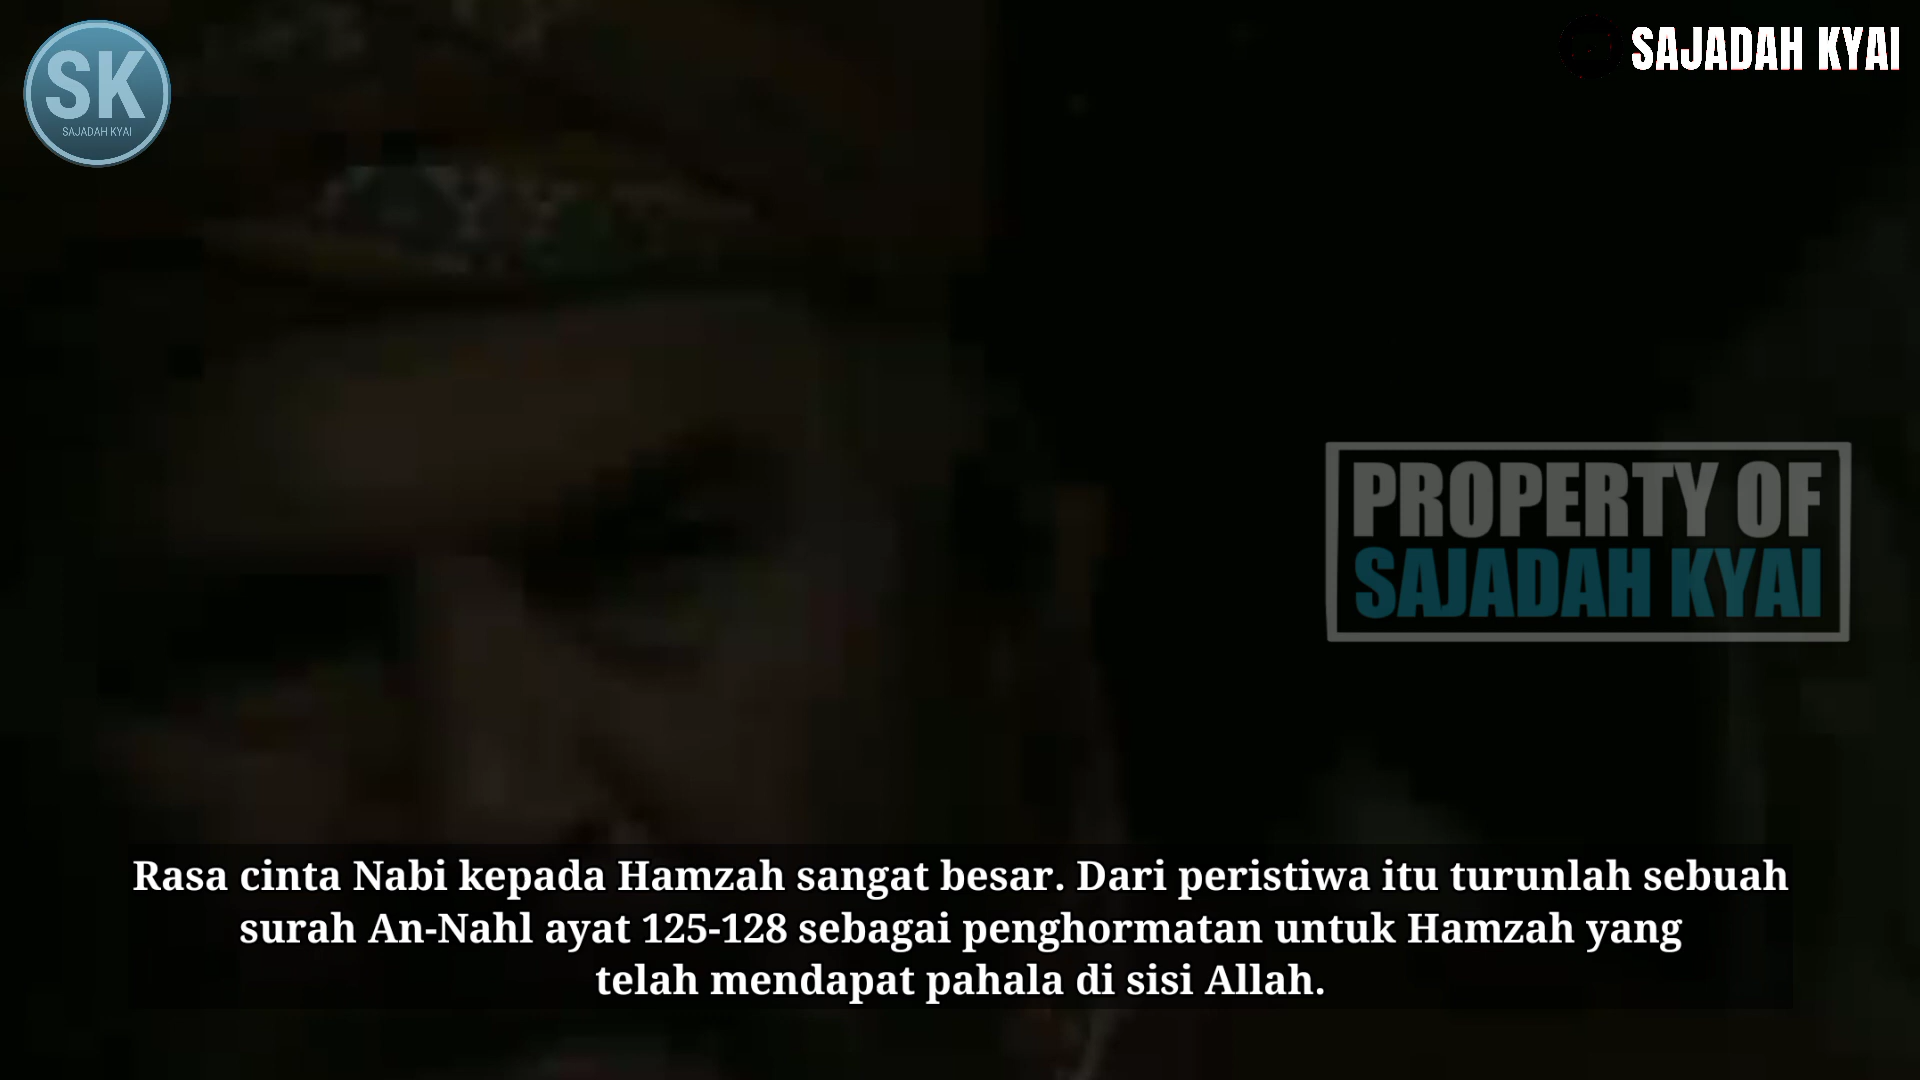 SK
SAJADAH KYAI
SAJADAH KYAI
PROPERTY OF
SAJADAH KYAI
Rasa cinta Nabi kepada Hamzah sangat besar. Dari peristiwa itu turunlah sebuah
surah An-Nahl ayat 125-128 sebagai penghormatan untuk Hamzah yang
telah mendapat pahala di sisi Allah.